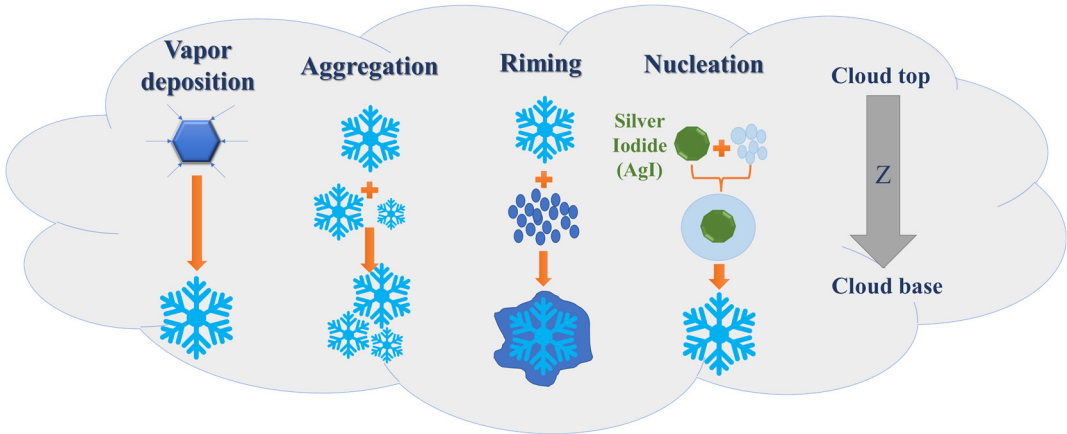 Vapor
deposition
Aggregation
Riming
Nucleation
Silver
Iodide
(AgI)
Cloud top
Z
Cloud base